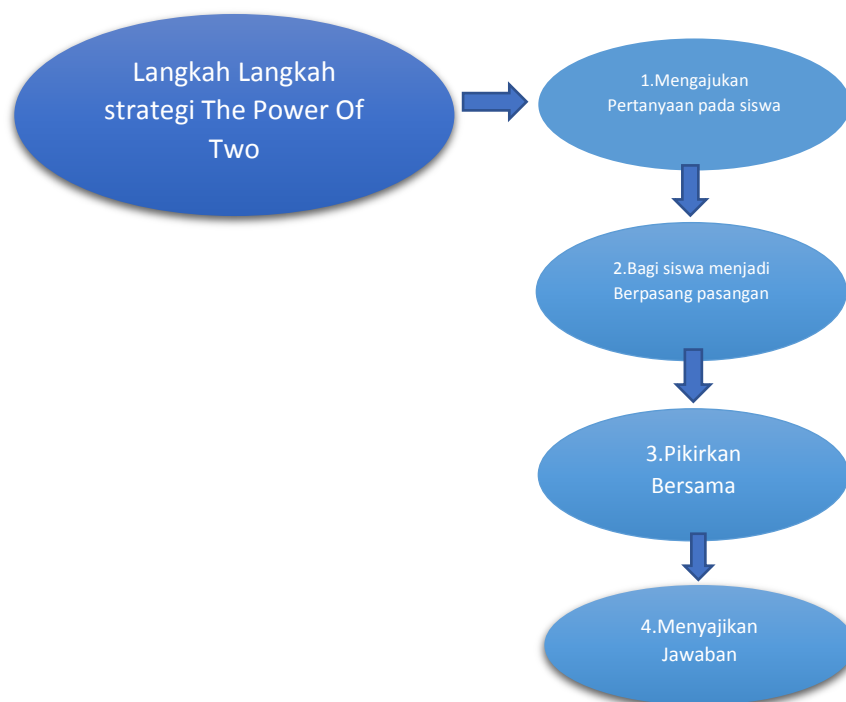 Langkah Langkah
strategi The Power Of
Two
1.Mengajukan
Pertanyaan pada siswa
2.Bagi siswa menjadi
Berpasang pasangan
3.Pikirkan
Bersama
4.Menyajikan
Jawaban